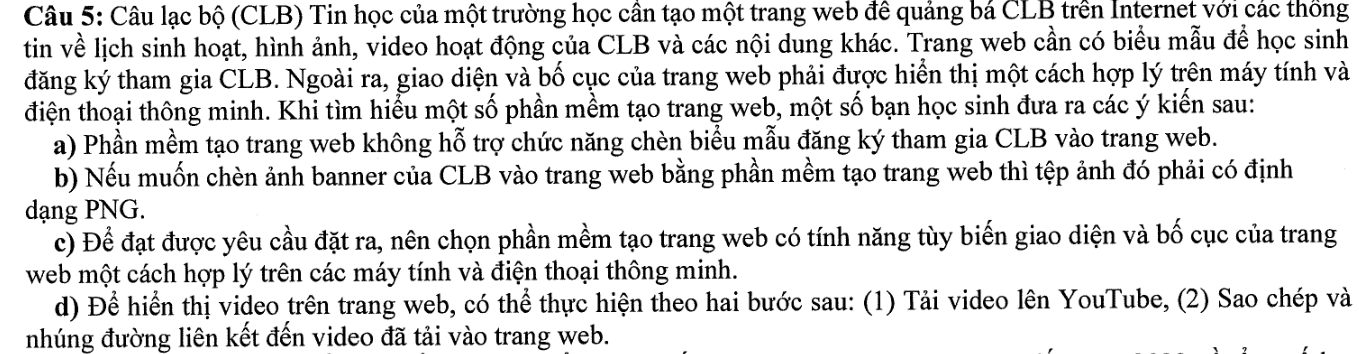 Câu 5: Câu lạc bộ (CLB) Tin học của một trường học cần tạo một trang web để quảng bá CLB trên Internet với các thông
tin về lịch sinh hoạt, hình ảnh, video hoạt động của CLB và các nội dung khác. Trang web cần có biểu mẫu để học sinh
đăng ký tham gia CLB. Ngoài ra, giao diện và bố cục của trang web phải được hiển thị một cách hợp lý trên máy tính và
điện thoại thông minh. Khi tìm hiểu một số phần mềm tạo trang web, một số bạn học sinh đưa ra các ý kiến sau:
a) Phần mềm tạo trang web không hỗ trợ chức năng chèn biểu mẫu đăng ký tham gia CLB vào trang web.
b) Nếu muốn chèn ảnh banner của CLB vào trang web bằng phần mềm tạo trang web thì tệp ảnh đó phải có định
dạng PNG.
c) Để đạt được yêu cầu đặt ra, nên chọn phần mềm tạo trang web có tính năng tùy biến giao diện và bố cục của trang
web một cách hợp lý trên các máy tính và điện thoại thông minh.
d) Để hiển thị video trên trang web, có thể thực hiện theo hai bước sau: (1) Tải video lên YouTube, (2) Sao chép và
nhúng đường liên kết đến video đã tải vào trang web.